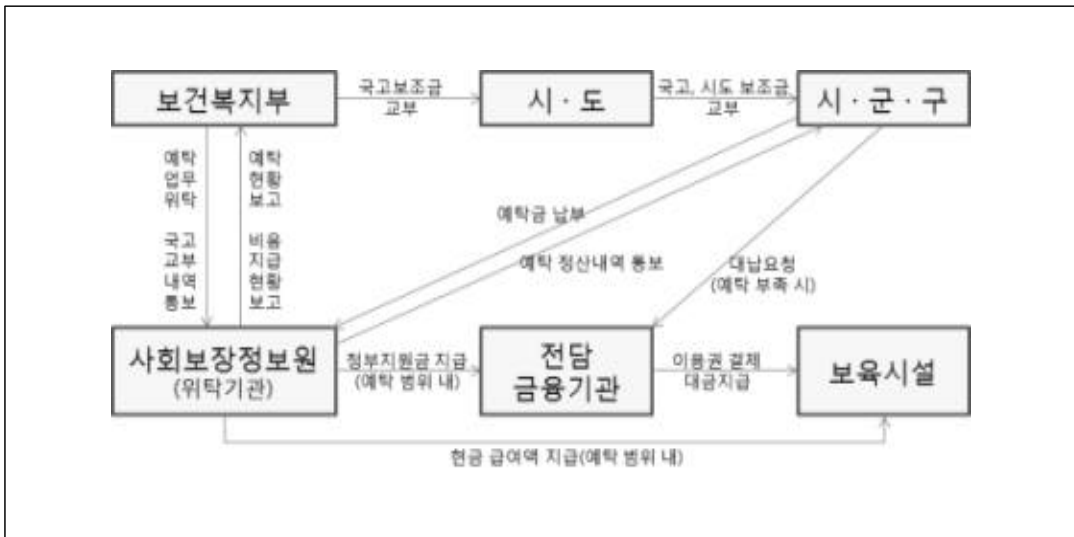 보건복지부
국고보조금
교부
시 · 도
국고, 시도 보조금
교부
시 · 군 · 구
예탁
업무
위탁
국고
교부
내역
통보
예탁
현황
보고
비용
지급
현황
보고
예탁금 납부
예탁 정산내역 통보
대납요청
(예탁 부족 시)
사회보장정보원
(위탁기관)
정부지원금 지급
(예탁 범위 내)
전담
금융기관
이용권 결제
대금지급
보육시설
현금 급여액 지급(예탁 범위 내)